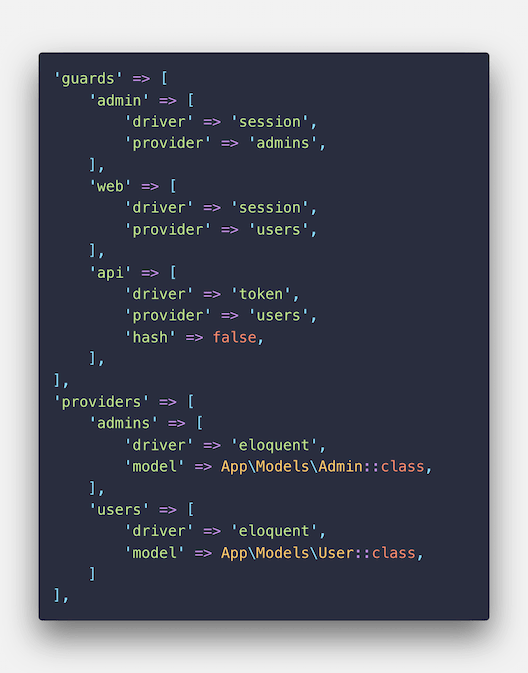 'guards' => [
    'admin' => [
        'driver' => 'session',
        'provider' => 'admins',
    ],
    'web' => [
        'driver' => 'session',
        'provider' => 'users',
    ],
    'api' => [
        'driver' => 'token',
        'provider' => 'users',
        'hash' => false,
    ],
],
'providers' => [
    'admins' => [
        'driver' => 'eloquent',
        'model' => App\Models\Admin::class,
    ],
    'users' => [
        'driver' => 'eloquent',
        'model' => App\Models\User::class,
    ]
],